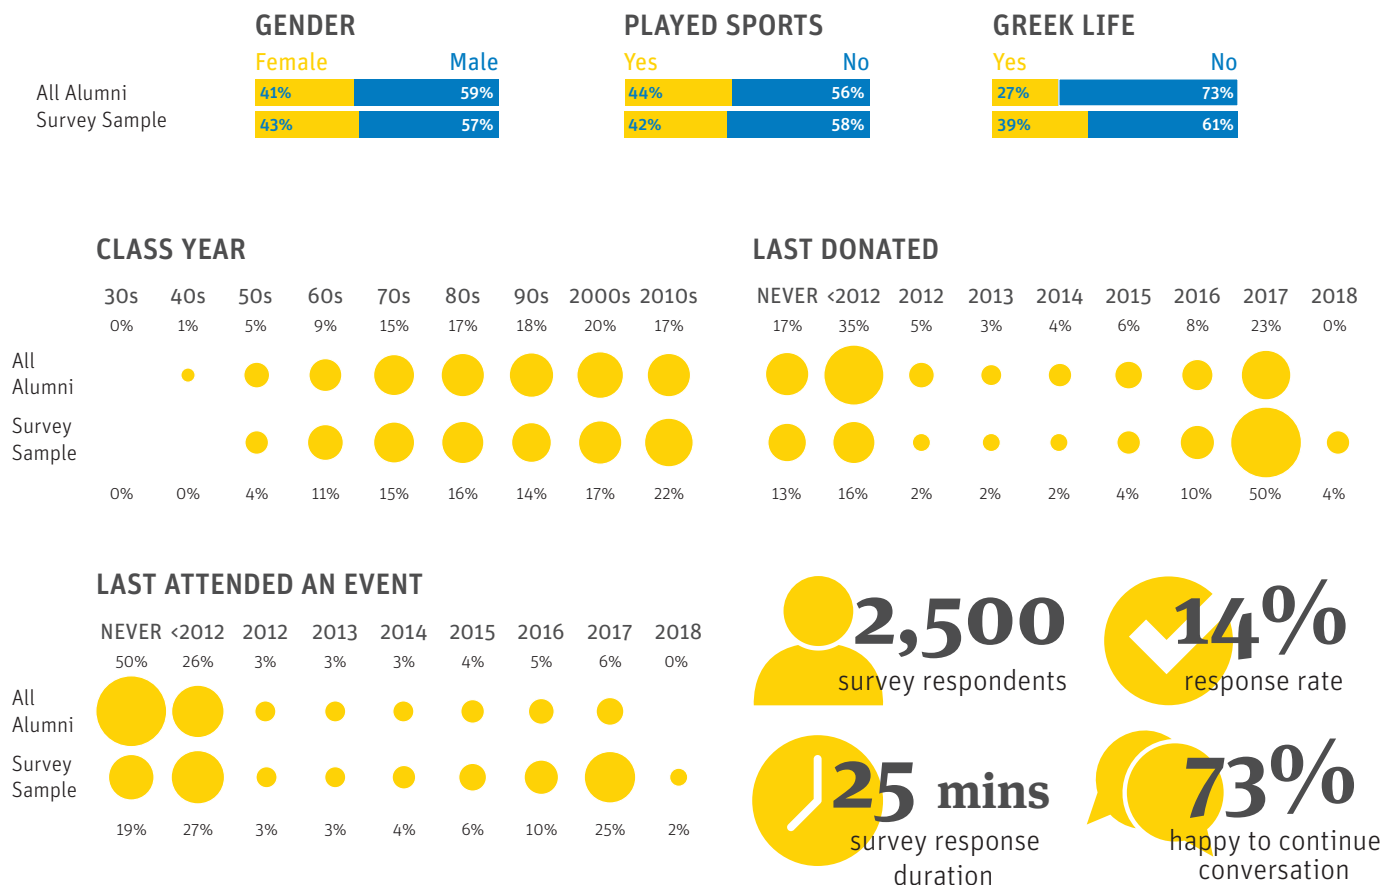 GENDER
Female Male
All Alumni 41% 59%
Survey Sample 43% 57%
PLAYED SPORTS
Yes No
44% 56%
42% 58%
GREEK LIFE
Yes No
27% 73%
39% 61%
CLASS YEAR
30s 40s 50s 60s 70s 80s 90s 2000s 2010s
0% 1% 5% 9% 15% 17% 18% 20% 17%
All
Alumni
Survey
Sample
0% 0% 4% 11% 15% 16% 14% 17% 22%
LAST DONATED
NEVER <2012 2012 2013 2014 2015 2016 2017 2018
17% 35% 5% 3% 4% 6% 8% 23% 0%
13% 16% 2% 2% 2% 4% 10% 50% 4%
LAST ATTENDED AN EVENT
NEVER <2012 2012 2013 2014 2015 2016 2017 2018
50% 26% 3% 3% 3% 4% 5% 6% 0%
All
Alumni
Survey
Sample
19% 27% 3% 3% 4% 6% 10% 25% 2%
2,500
survey respondents
14%
response rate
25 mins
survey response
duration
73%
happy to continue
conversation